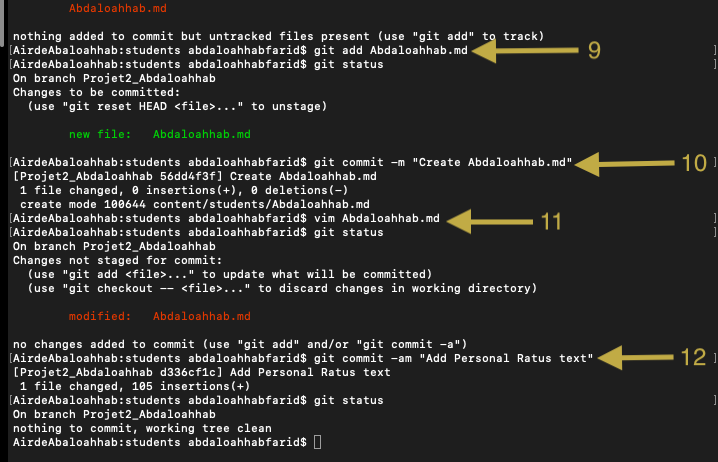 Abdaloahhab.md
nothing added to commit but untracked files present (use "git add" to track)
[AirdeAbaloahhab:students abdaloahhabfarid$ git add Abdaloahhab.md 9 ]
[AirdeAbaloahhab:students abdaloahhabfarid$ git status ]
On branch Projet2_Abdaloahhab
Changes to be committed:
(use "git reset HEAD <file>..." to unstage)
new file: Abdaloahhab.md
[AirdeAbaloahhab:students abdaloahhabfarid$ git commit -m "Create Abdaloahhab.md" 10 ]
[Projet2_Abdaloahhab 56dd4f3f] Create Abdaloahhab.md
1 file changed, 0 insertions(+), 0 deletions(-)
create mode 100644 content/students/Abdaloahhab.md
[AirdeAbaloahhab:students abdaloahhabfarid$ vim Abdaloahhab.md 11 ]
[AirdeAbaloahhab:students abdaloahhabfarid$ git status ]
On branch Projet2_Abdaloahhab
Changes not staged for commit:
(use "git add <file>..." to update what will be committed)
(use "git checkout -- <file>..." to discard changes in working directory)
modified: Abdaloahhab.md
no changes added to commit (use "git add" and/or "git commit -a")
[AirdeAbaloahhab:students abdaloahhabfarid$ git commit -am "Add Personal Ratus text" 12 ]
[Projet2_Abdaloahhab d336cf1c] Add Personal Ratus text
1 file changed, 105 insertions(+)
[AirdeAbaloahhab:students abdaloahhabfarid$ git status ]
On branch Projet2_Abdaloahhab
nothing to commit, working tree clean
AirdeAbaloahhab:students abdaloahhabfarid$